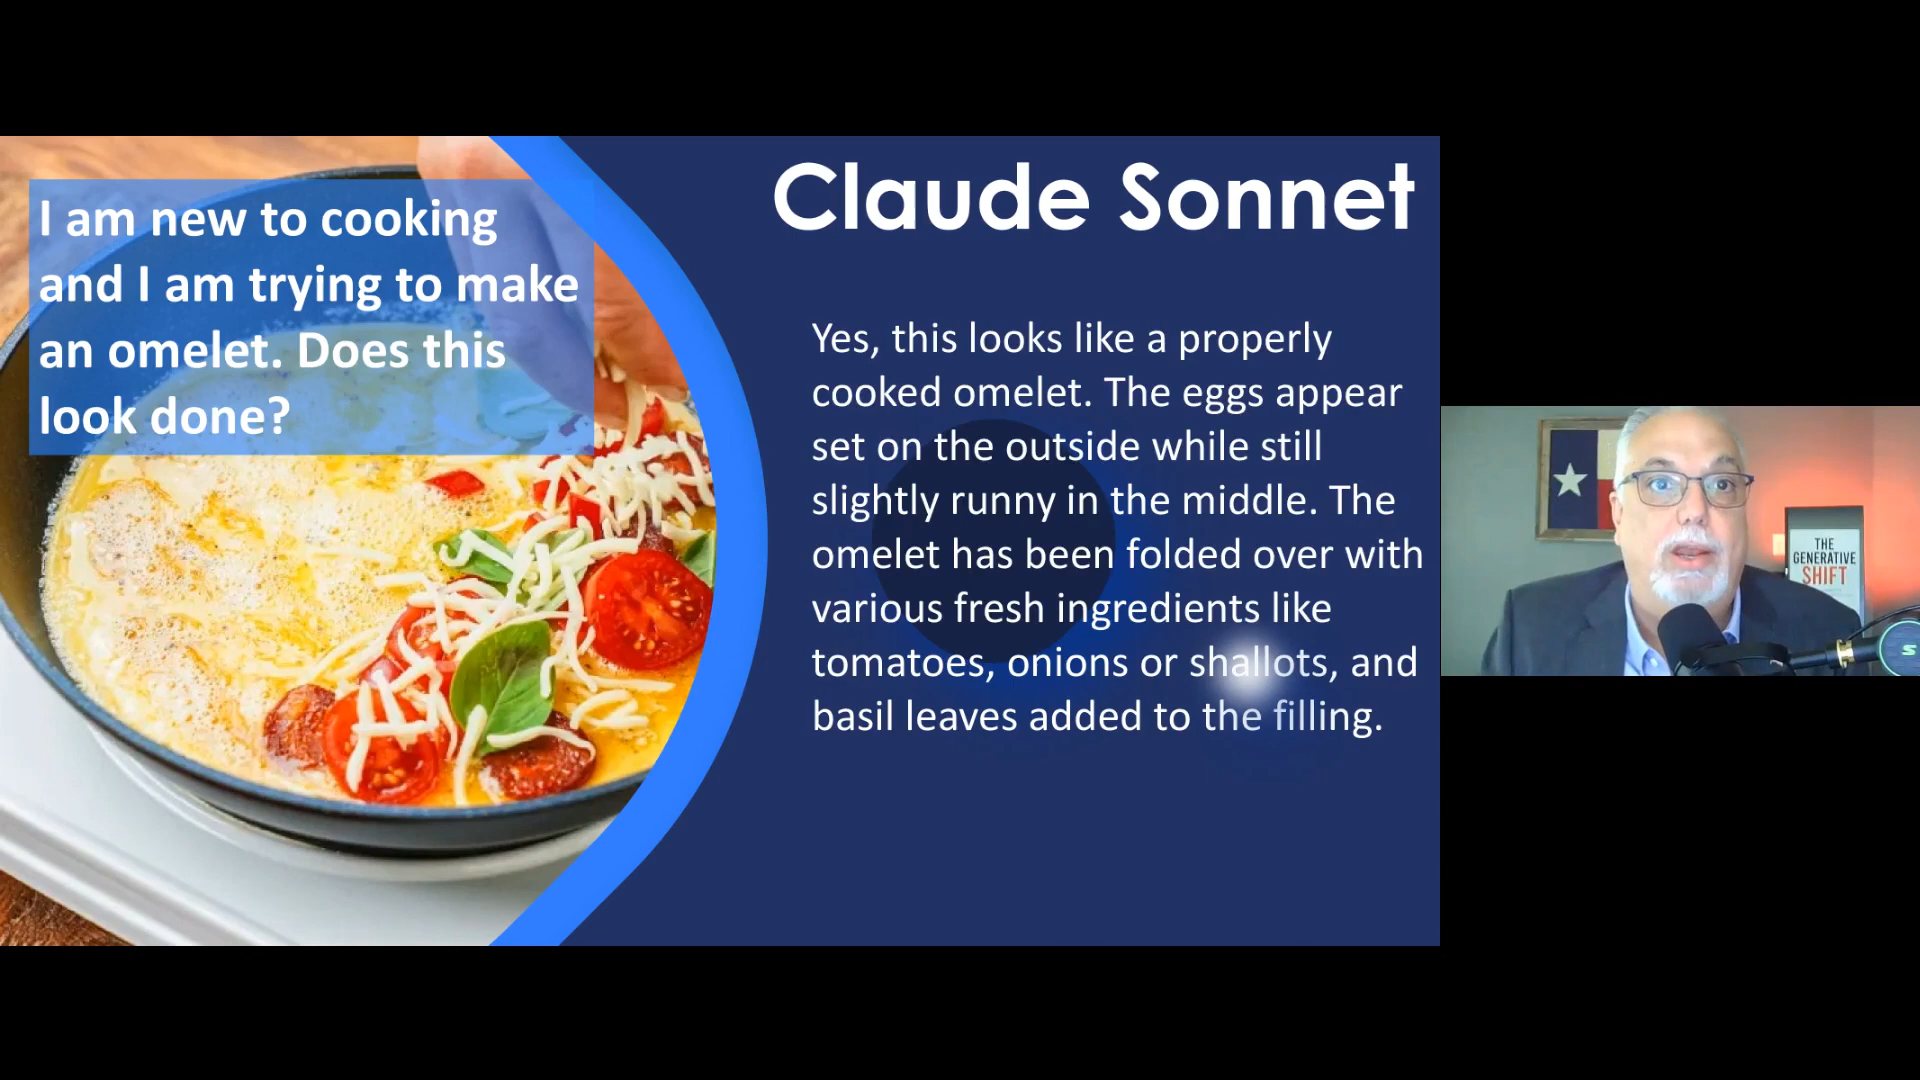 I am new to cooking
and I am trying to make
an omelet. Does this
look done?
Claude Sonnet
Yes, this looks like a properly
cooked omelet. The eggs appear
set on the outside while still
slightly runny in the middle. The
omelet has been folded over with
various fresh ingredients like
tomatoes, onions or shallots, and
basil leaves added to the filling.
THE
GENERATIVE
SHIFT
S